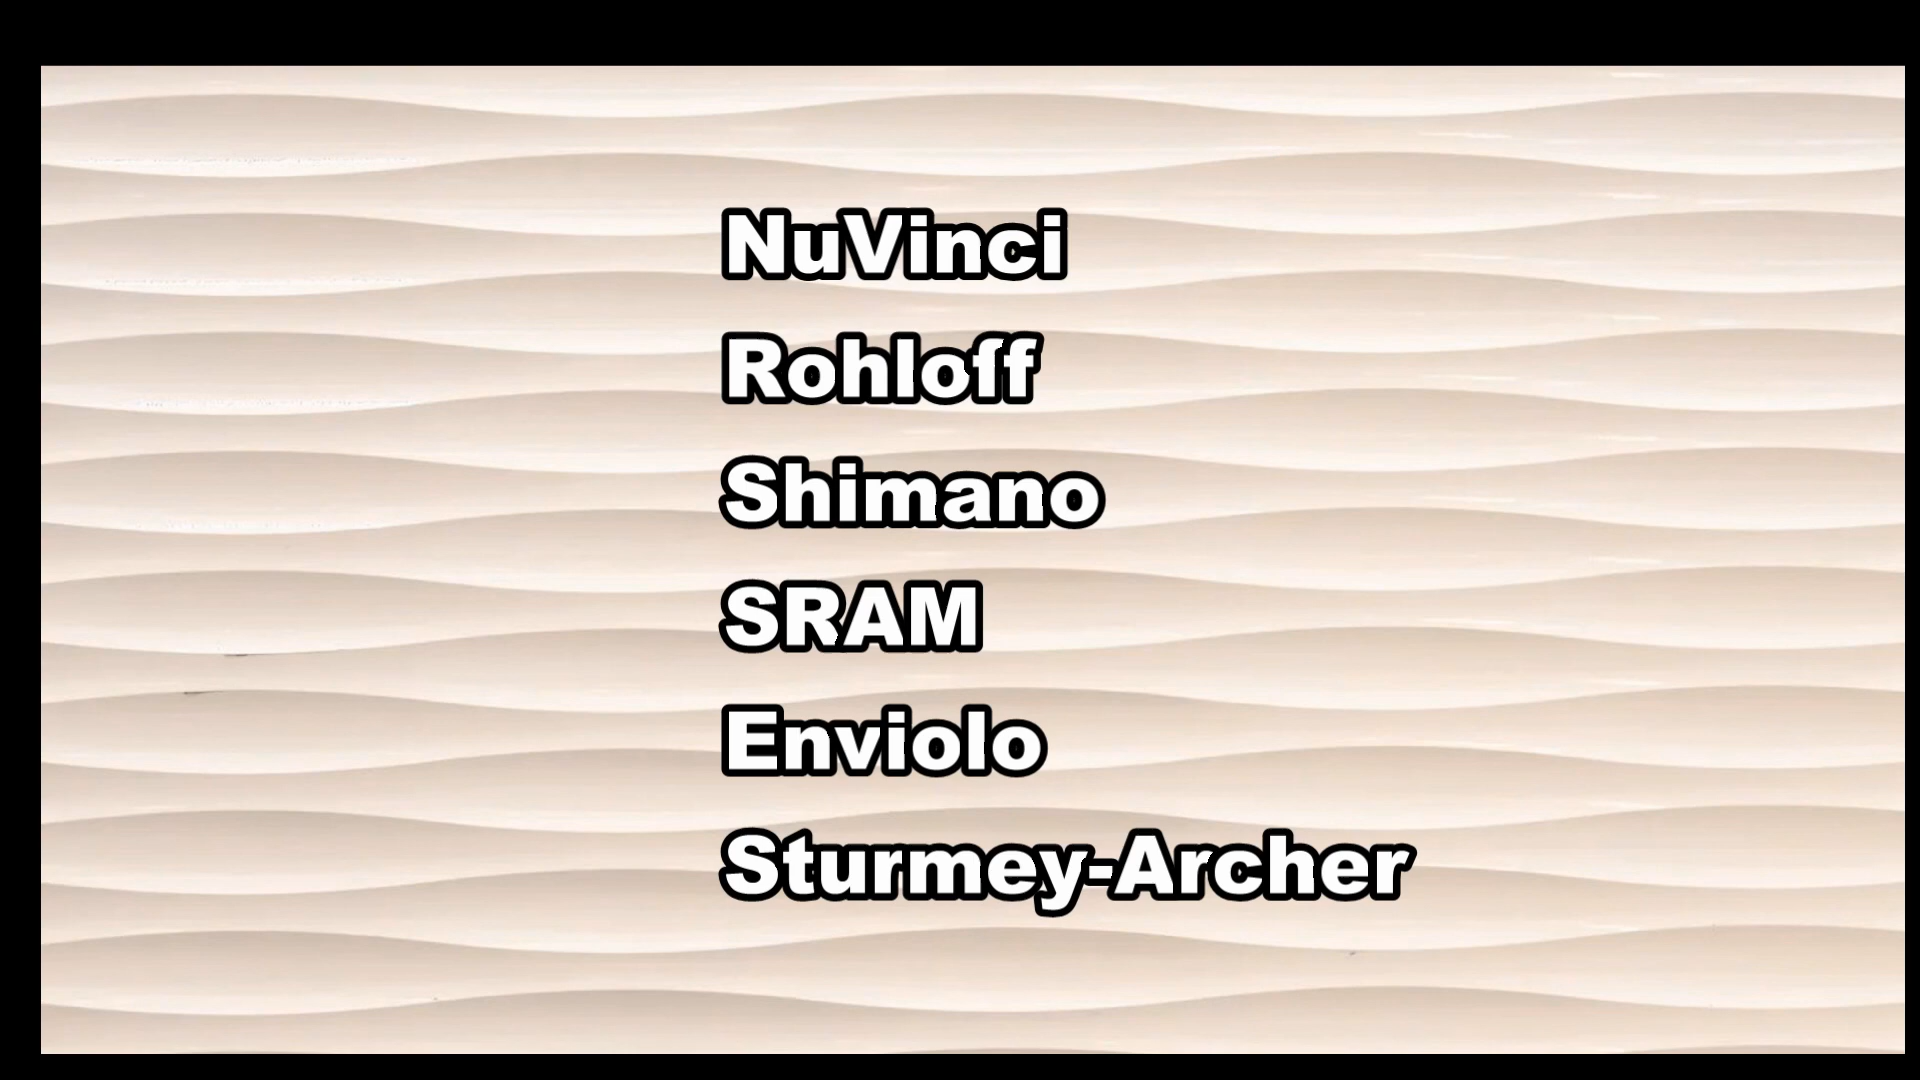 NuVinci
Rohloff
Shimano
SRAM
Enviolo
Sturmey-Archer